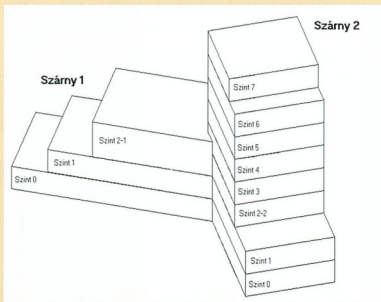 Szárny 2
Szárny 1
Szint 7
Szint 6
Szint 5
Szint 4
Szint 3
Szint 2-2
Szint 1
Szint 0
Szint 2-1
Szint 1
Szint 0